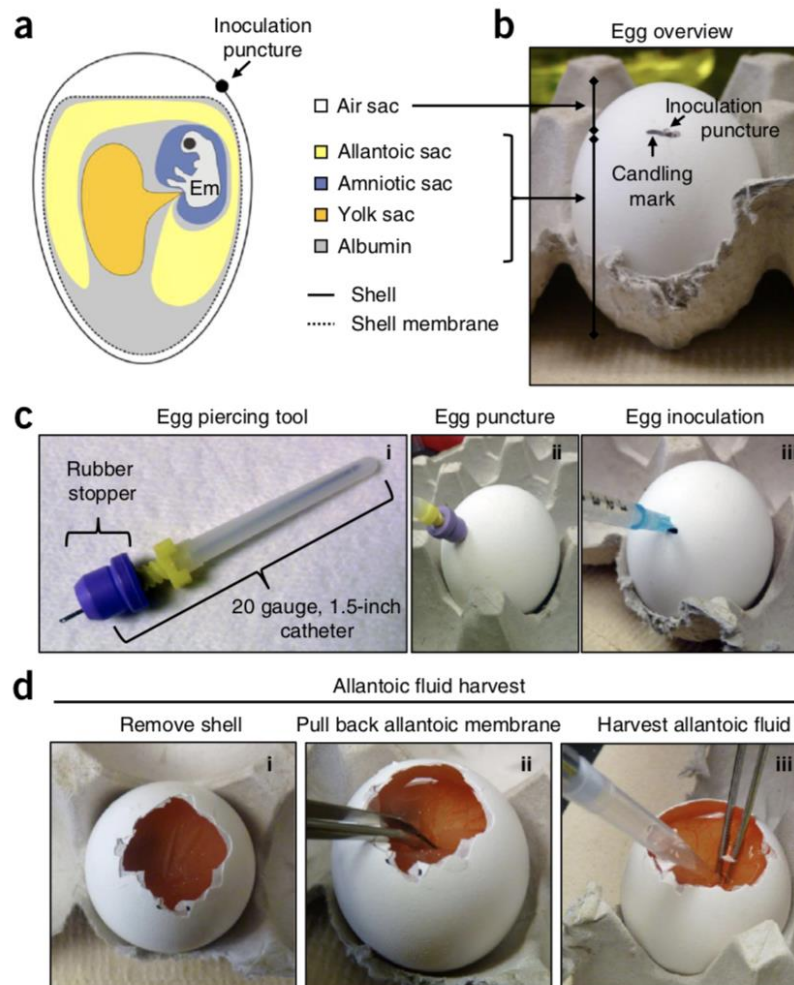 a
Inoculation
puncture
Em
Air sac
Allantoic sac
Amniotic sac
Yolk sac
Albumin
Shell
Shell membrane
b
Egg overview
Inoculation
puncture
Candling
mark
c
Egg piercing tool
i
Rubber
stopper
20 gauge, 1.5-inch
catheter
Egg puncture
ii
Egg inoculation
iii
d
Allantoic fluid harvest
Remove shell
i
Pull back allantoic membrane
ii
Harvest allantoic fluid
iii